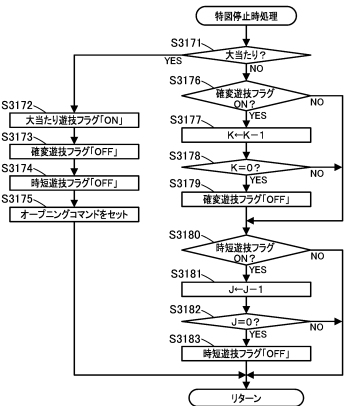 特図停止時処理
S3171
大当たり？
YES
NO
S3172
大当たり遊技フラグ「ON」
S3173
確変遊技フラグ「OFF」
S3174
時短遊技フラグ「OFF」
S3175
オープニングコマンドをセット
S3176
確変遊技フラグ
ON？
NO
YES
S3177
K←K−1
S3178
K=0？
NO
YES
S3179
確変遊技フラグ「OFF」
S3180
時短遊技フラグ
ON？
NO
YES
S3181
J←J−1
S3182
J=0？
NO
YES
S3183
時短遊技フラグ「OFF」
リターン